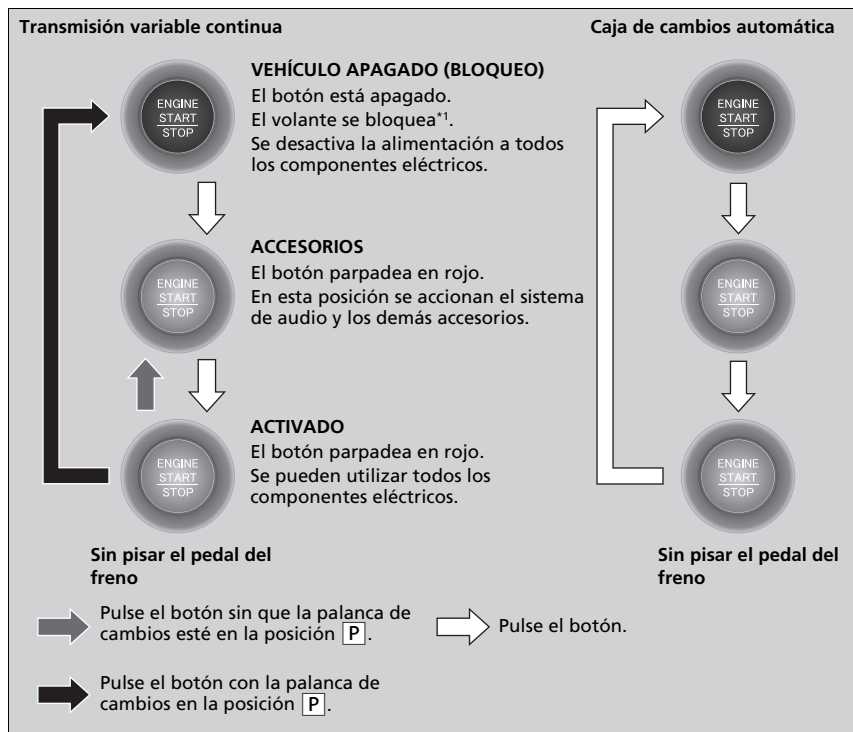 Transmisión variable continua
Caja de cambios automática
ENGINE
START
STOP
VEHÍCULO APAGADO (BLOQUEO)
El botón está apagado.
El volante se bloquea*1.
Se desactiva la alimentación a todos
los componentes eléctricos.
ENGINE
START
STOP
ENGINE
START
STOP
ACCESORIOS
El botón parpadea en rojo.
En esta posición se accionan el sistema
de audio y los demás accesorios.
ENGINE
START
STOP
ENGINE
START
STOP
ACTIVADO
El botón parpadea en rojo.
Se pueden utilizar todos los
componentes eléctricos.
ENGINE
START
STOP
Sin pisar el pedal del
freno
Sin pisar el pedal del
freno
Pulse el botón sin que la palanca de
cambios esté en la posición P.
Pulse el botón.
Pulse el botón con la palanca de
cambios en la posición P.